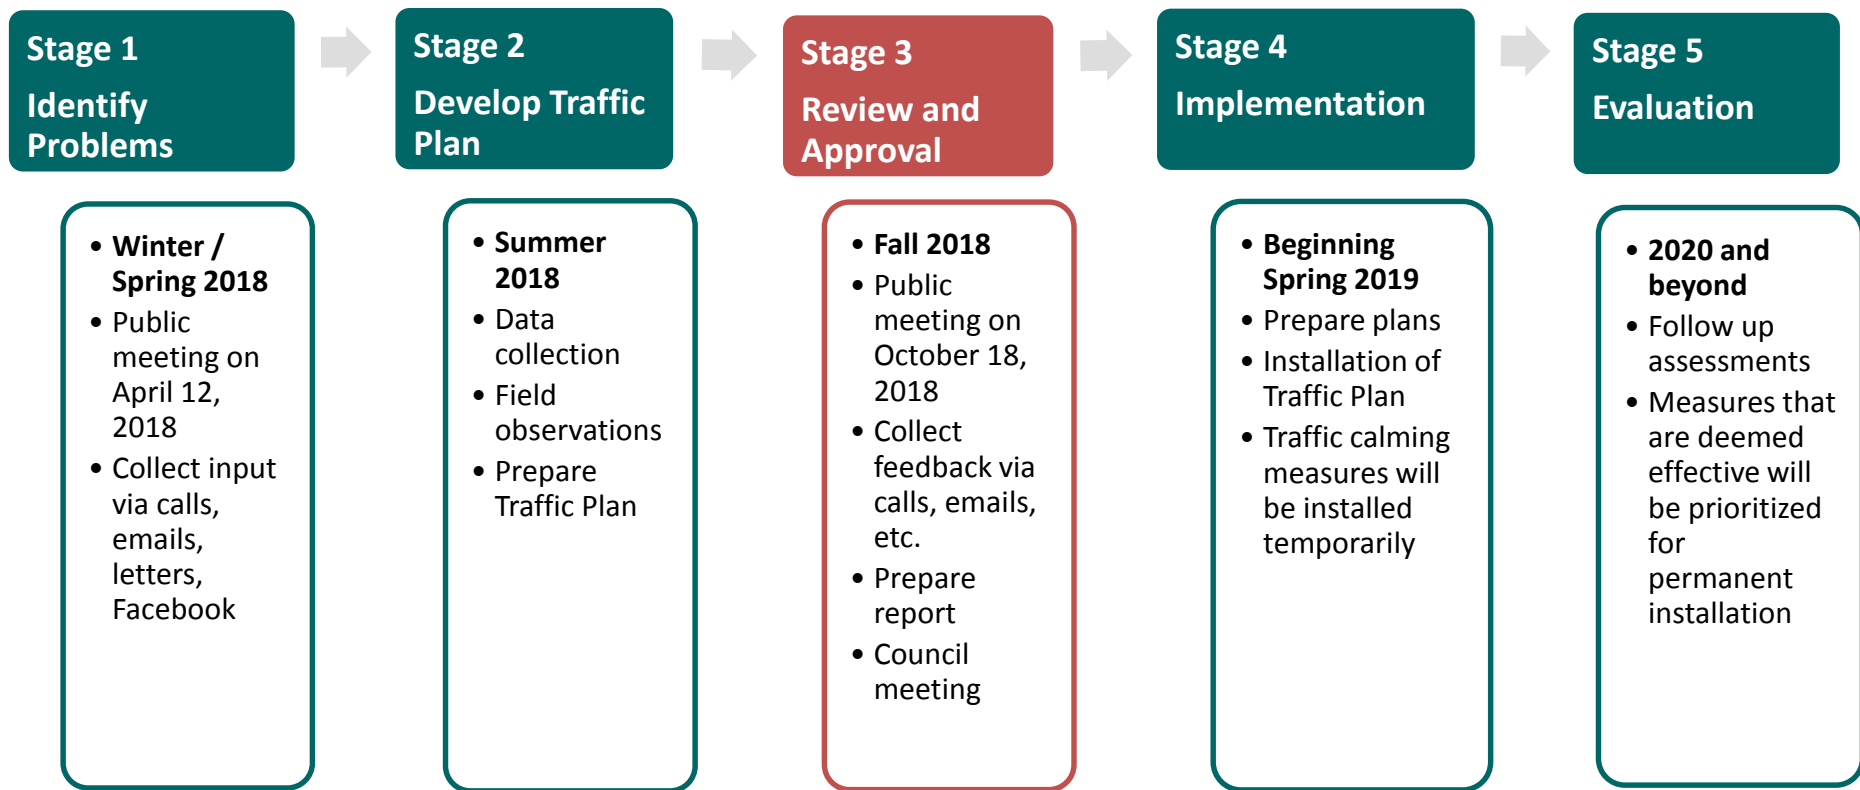 Stage 1
Identify
Problems
• Winter /
Spring 2018
• Public
meeting on
April 12,
2018
• Collect input
via calls,
emails,
letters,
Facebook
Stage 2
Develop Traffic
Plan
• Summer
2018
• Data
collection
• Field
observations
• Prepare
Traffic Plan
Stage 3
Review and
Approval
• Fall 2018
• Public
meeting on
October 18,
2018
• Collect
feedback via
calls, emails,
etc.
• Prepare
report
• Council
meeting
Stage 4
Implementation
• Beginning
Spring 2019
• Prepare plans
• Installation of
Traffic Plan
• Traffic calming
measures will
be installed
temporarily
Stage 5
Evaluation
• 2020 and
beyond
• Follow up
assessments
• Measures that
are deemed
effective will
be prioritized
for
permanent
installation